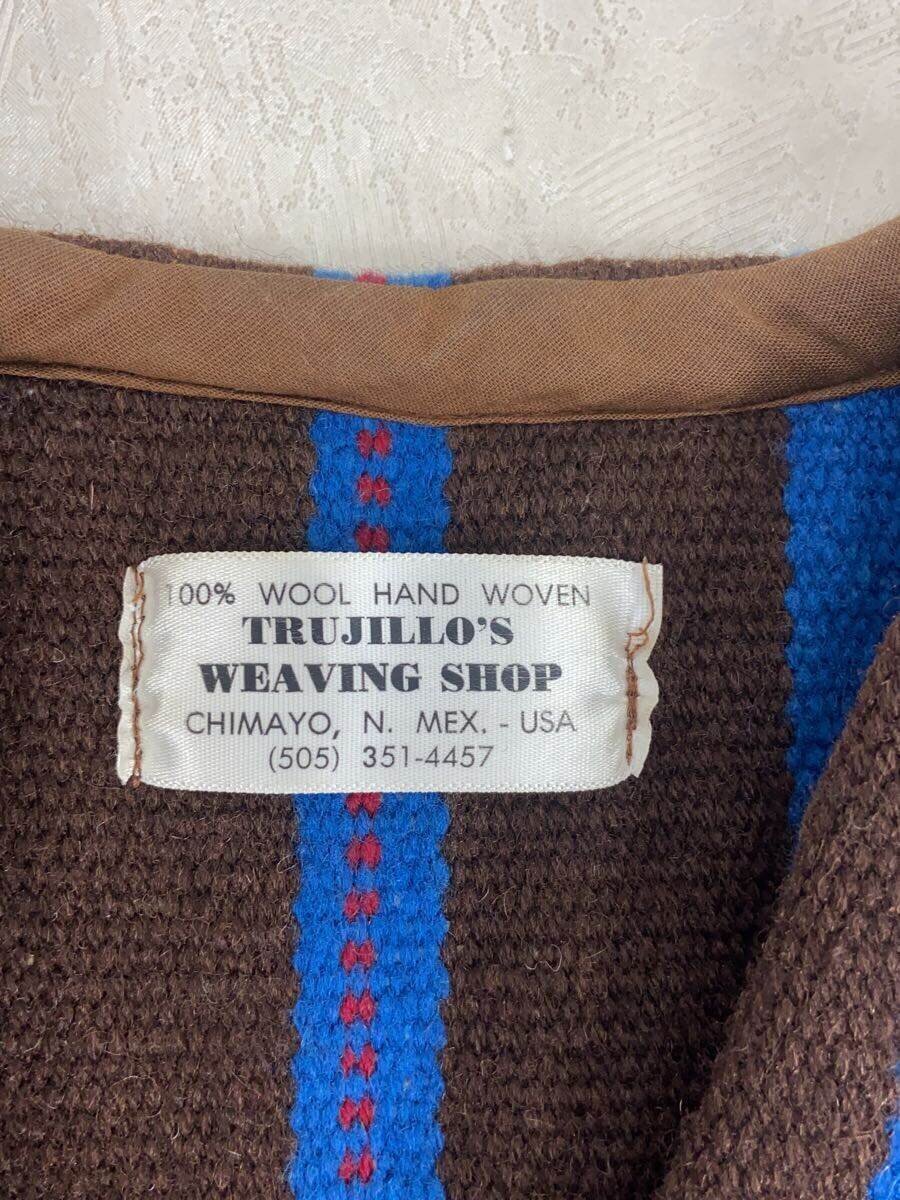 100% WOOL HAND WOVEN
TRUJILLO'S
WEAVING SHOP
CHIMAYO, N. MEX. - USA
(505) 351-4457